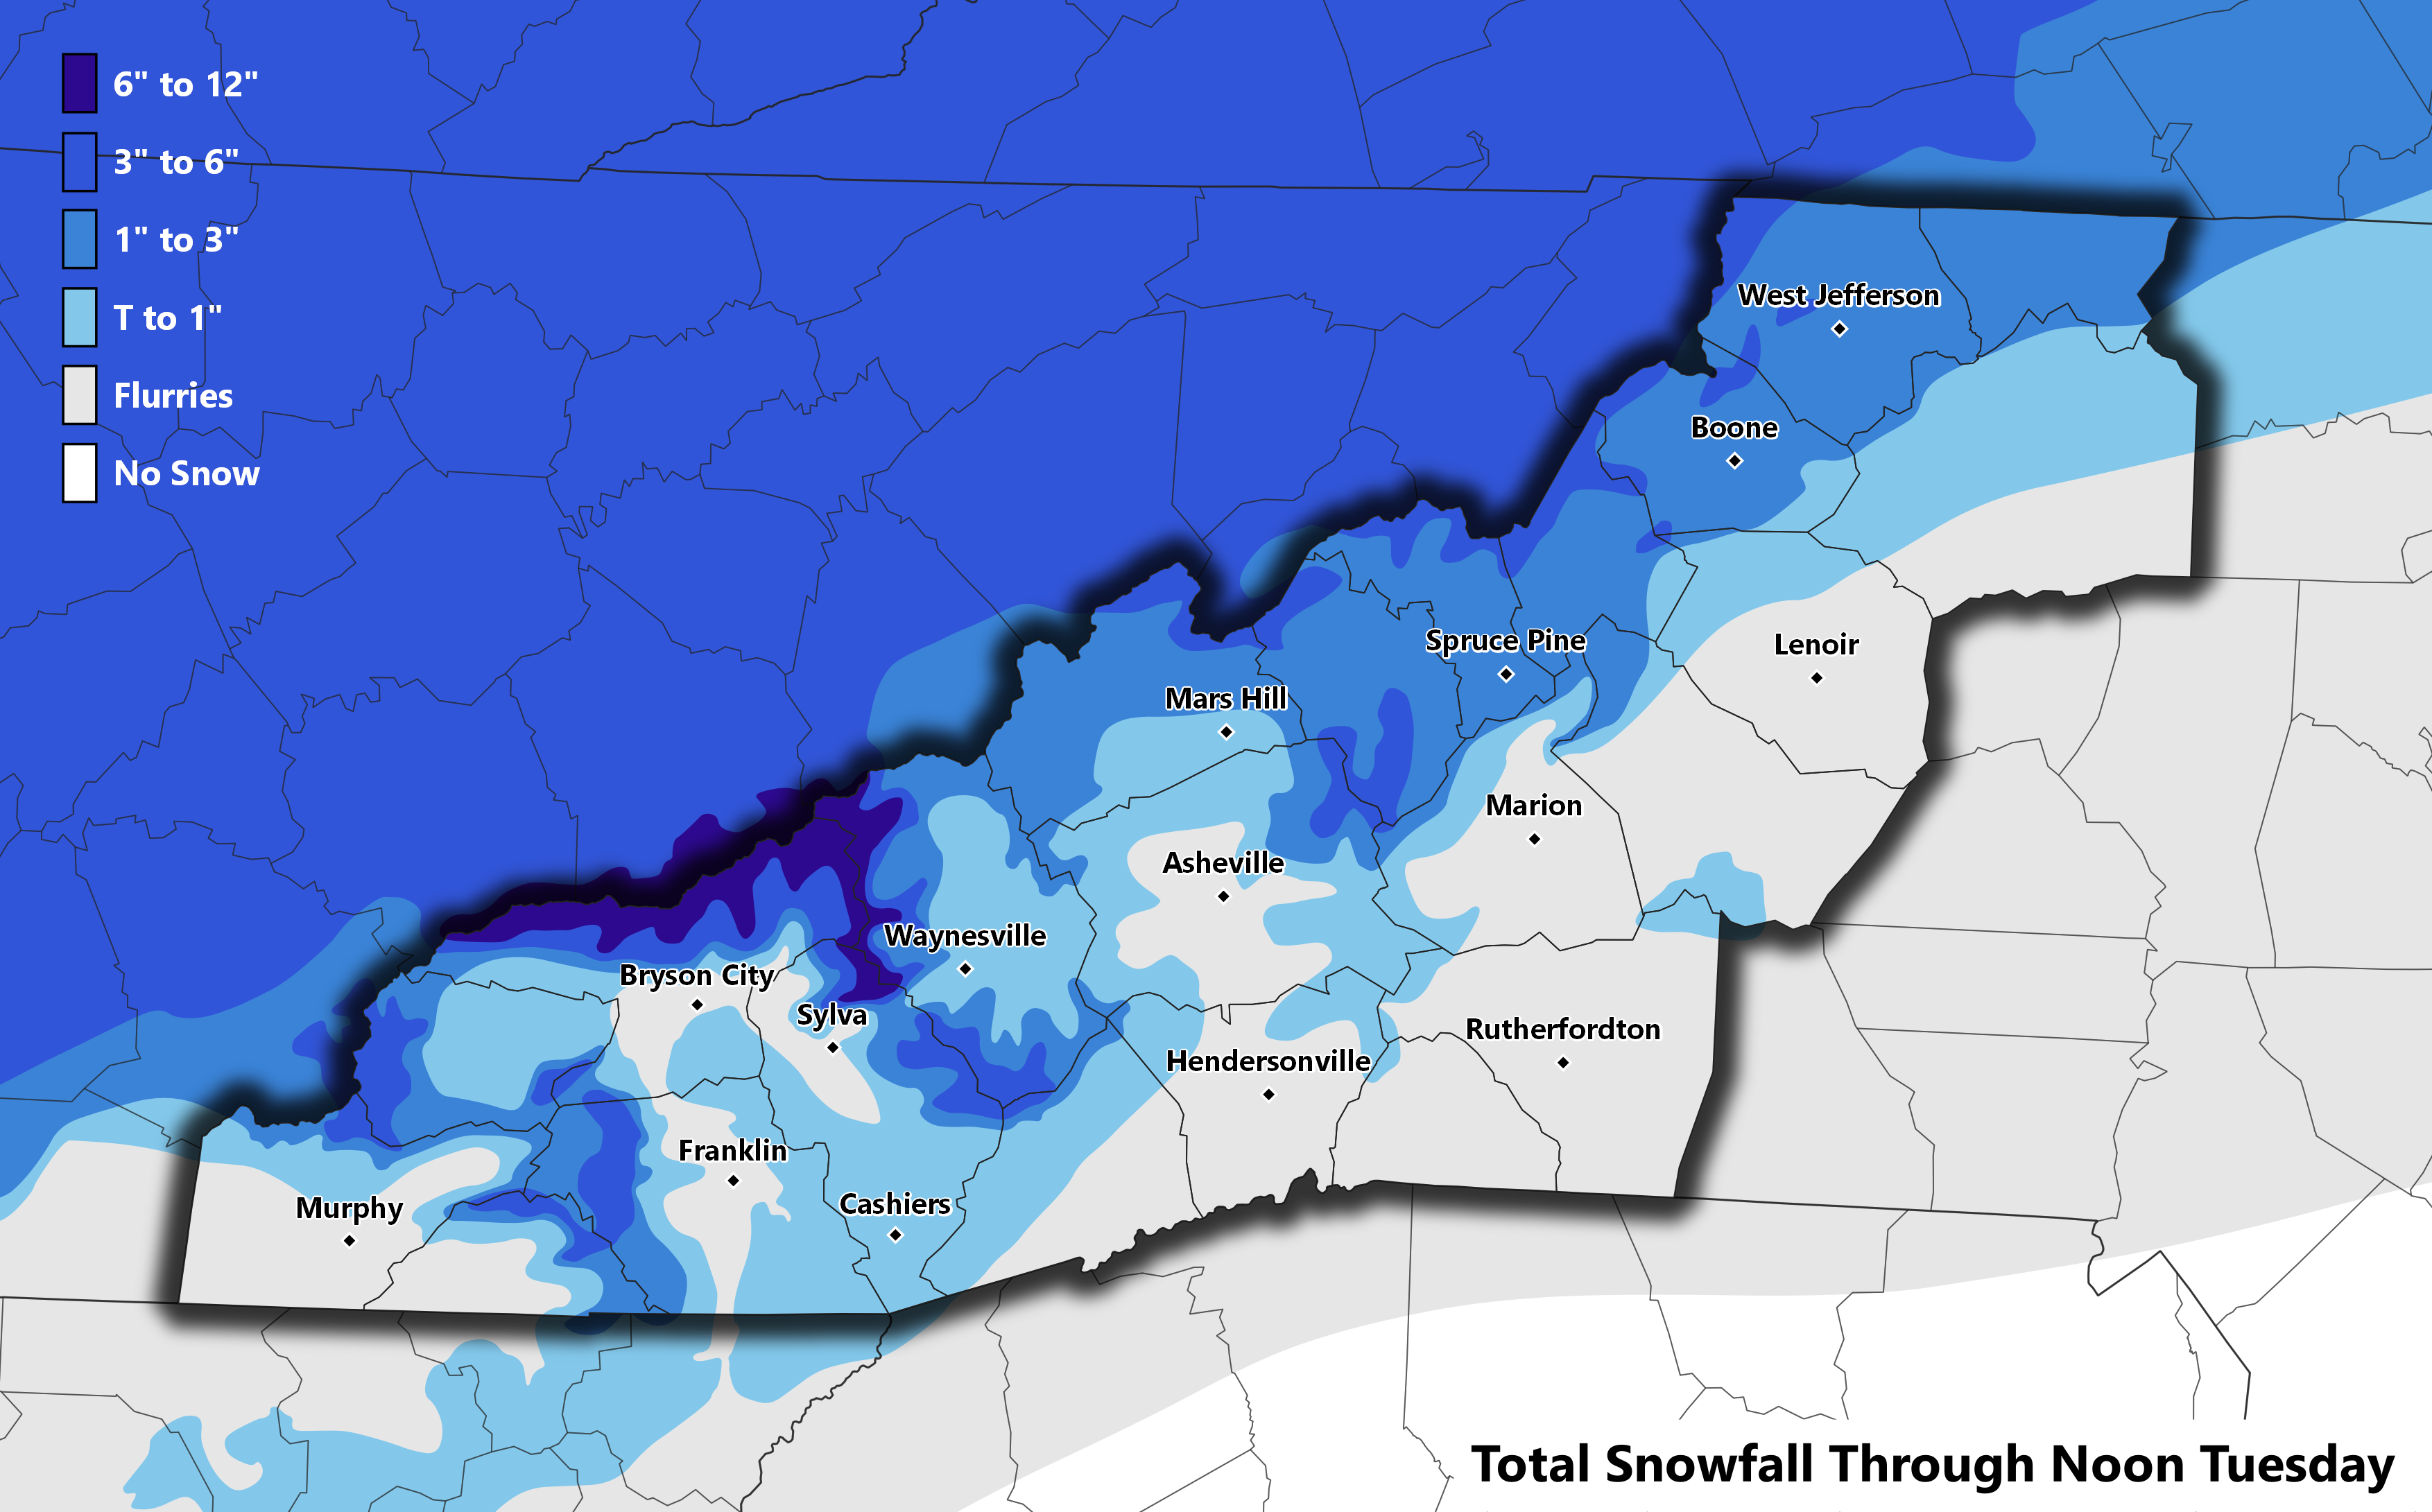 6" to 12"
3" to 6"
1" to 3"
T to 1"
Flurries
No Snow
West Jefferson
Boone
Spruce Pine
Lenoir
Mars Hill
Marion
Asheville
Waynesville
Bryson City
Sylva
Rutherfordton
Hendersonville
Franklin
Murphy
Cashiers
Total Snowfall Through Noon Tuesday